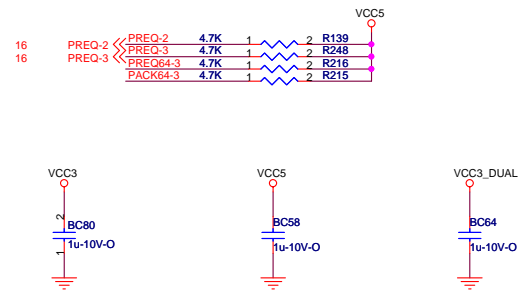 VCC5
16 PREQ-2 PREQ-2 4.7K 1 2 R139
16 PREQ-3 PREQ-3 4.7K 1 2 R248
PREQ64-3 4.7K 1 2 R216
PACK64-3 4.7K 1 2 R215
VCC3 VCC5 VCC3_DUAL
2
BC80 BC58 BC64
1u-10V-O 1u-10V-O 1u-10V-O
1